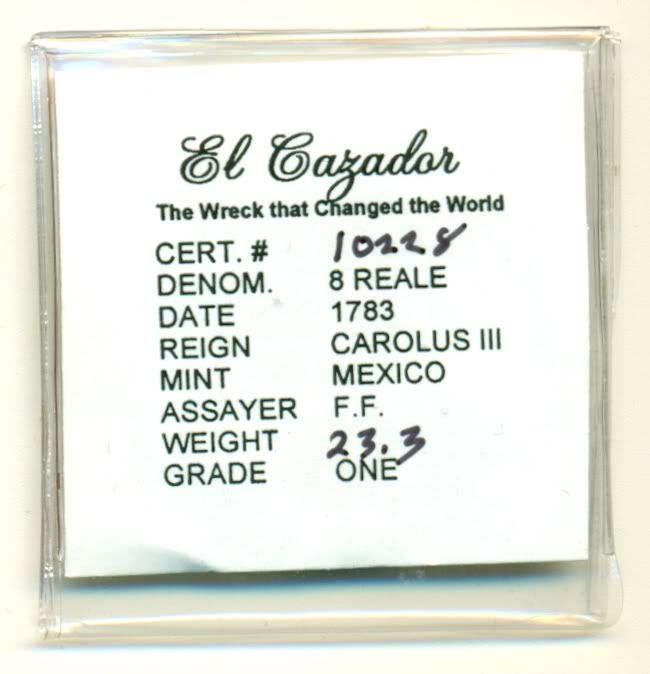 El Cazador
The Wreck that Changed the World
CERT. # 10228
DENOM. 8 REALE
DATE 1783
REIGN CAROLUS III
MINT MEXICO
ASSAYER F.F.
WEIGHT 23.3
GRADE ONE